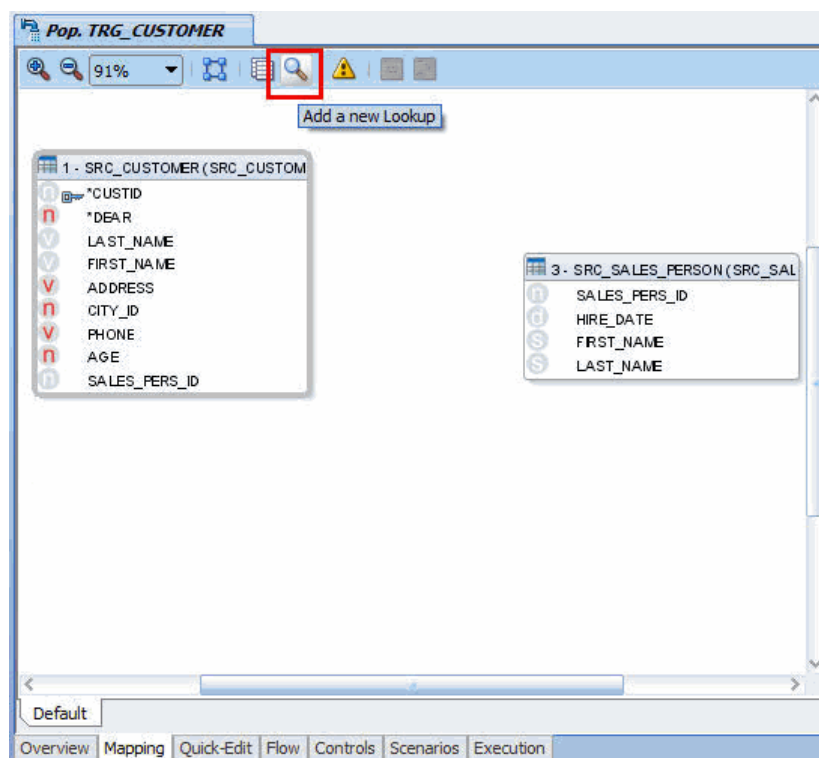 Pop. TRG_CUSTOMER
91%
Add a new Lookup
1 - SRC_CUSTOMER (SRC_CUSTOM
n *CUSTID
n *DEAR
V LAST_NAME
V FIRST_NAME
V ADDRESS
n CITY_ID
V PHONE
n AGE
n SALES_PERS_ID
3 - SRC_SALES_PERSON (SRC_SAL
n SALES_PERS_ID
d HIRE_DATE
S FIRST_NAME
S LAST_NAME
Default
Overview Mapping Quick-Edit Flow Controls Scenarios Execution